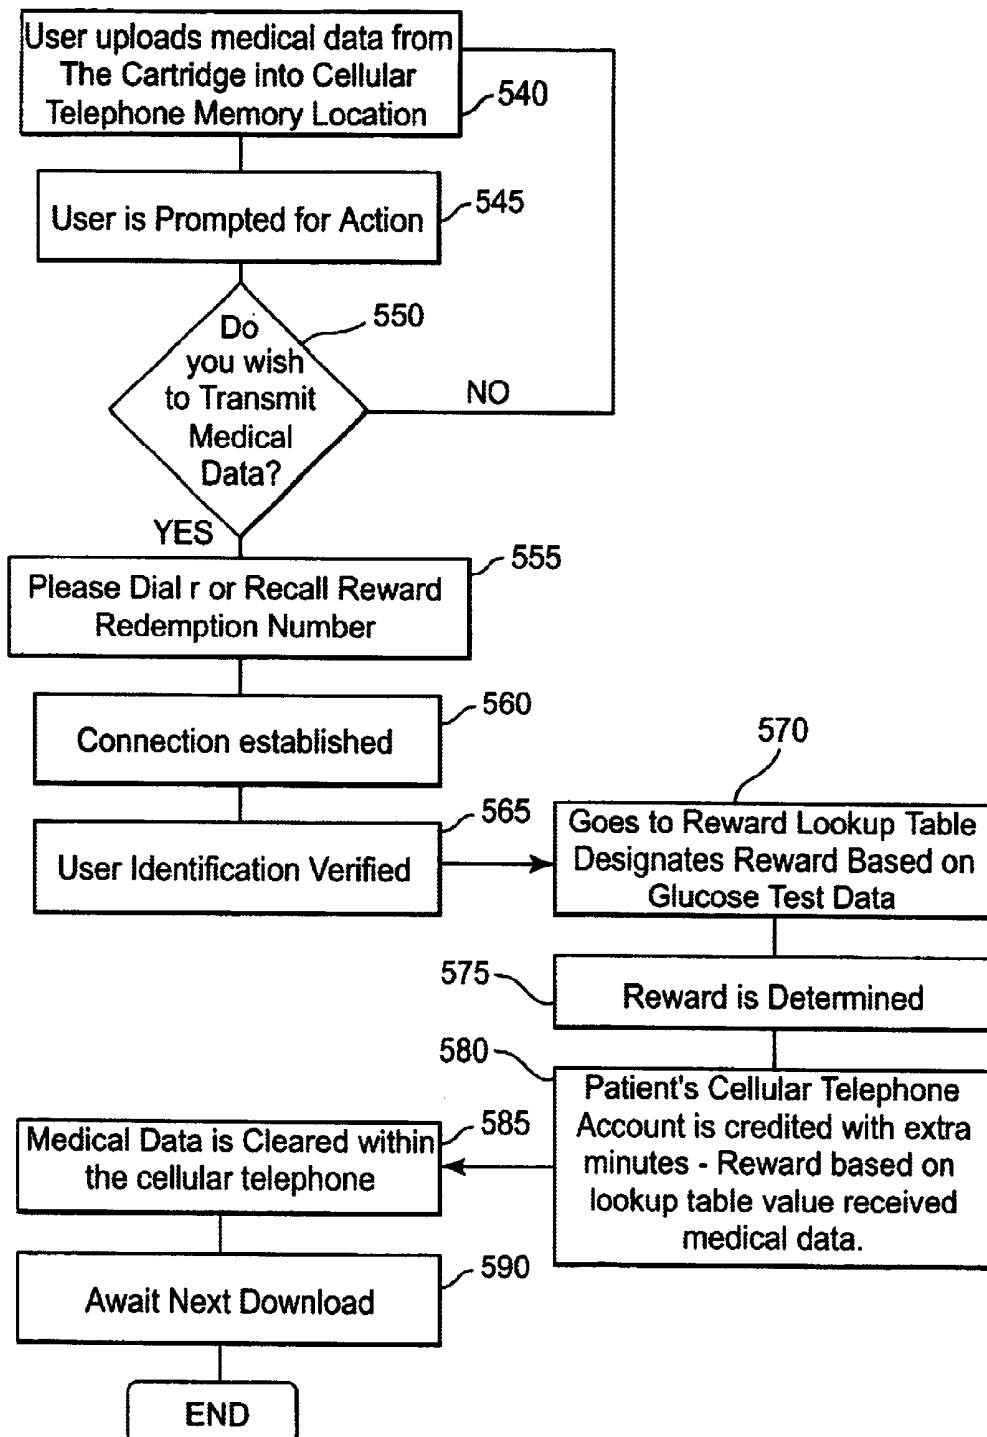 User uploads medical data from
The Cartridge into Cellular
Telephone Memory Location
540
User is Prompted for Action
545
Do
you wish
to Transmit
Medical
Data?
550
NO
YES
Please Dial r or Recall Reward
Redemption Number
555
Connection established
560
User Identification Verified
565
570
Goes to Reward Lookup Table
Designates Reward Based on
Glucose Test Data
575
Reward is Determined
580
Patient's Cellular Telephone
Account is credited with extra
minutes - Reward based on
lookup table value received
medical data.
Medical Data is Cleared within
the cellular telephone
585
Await Next Download
590
END